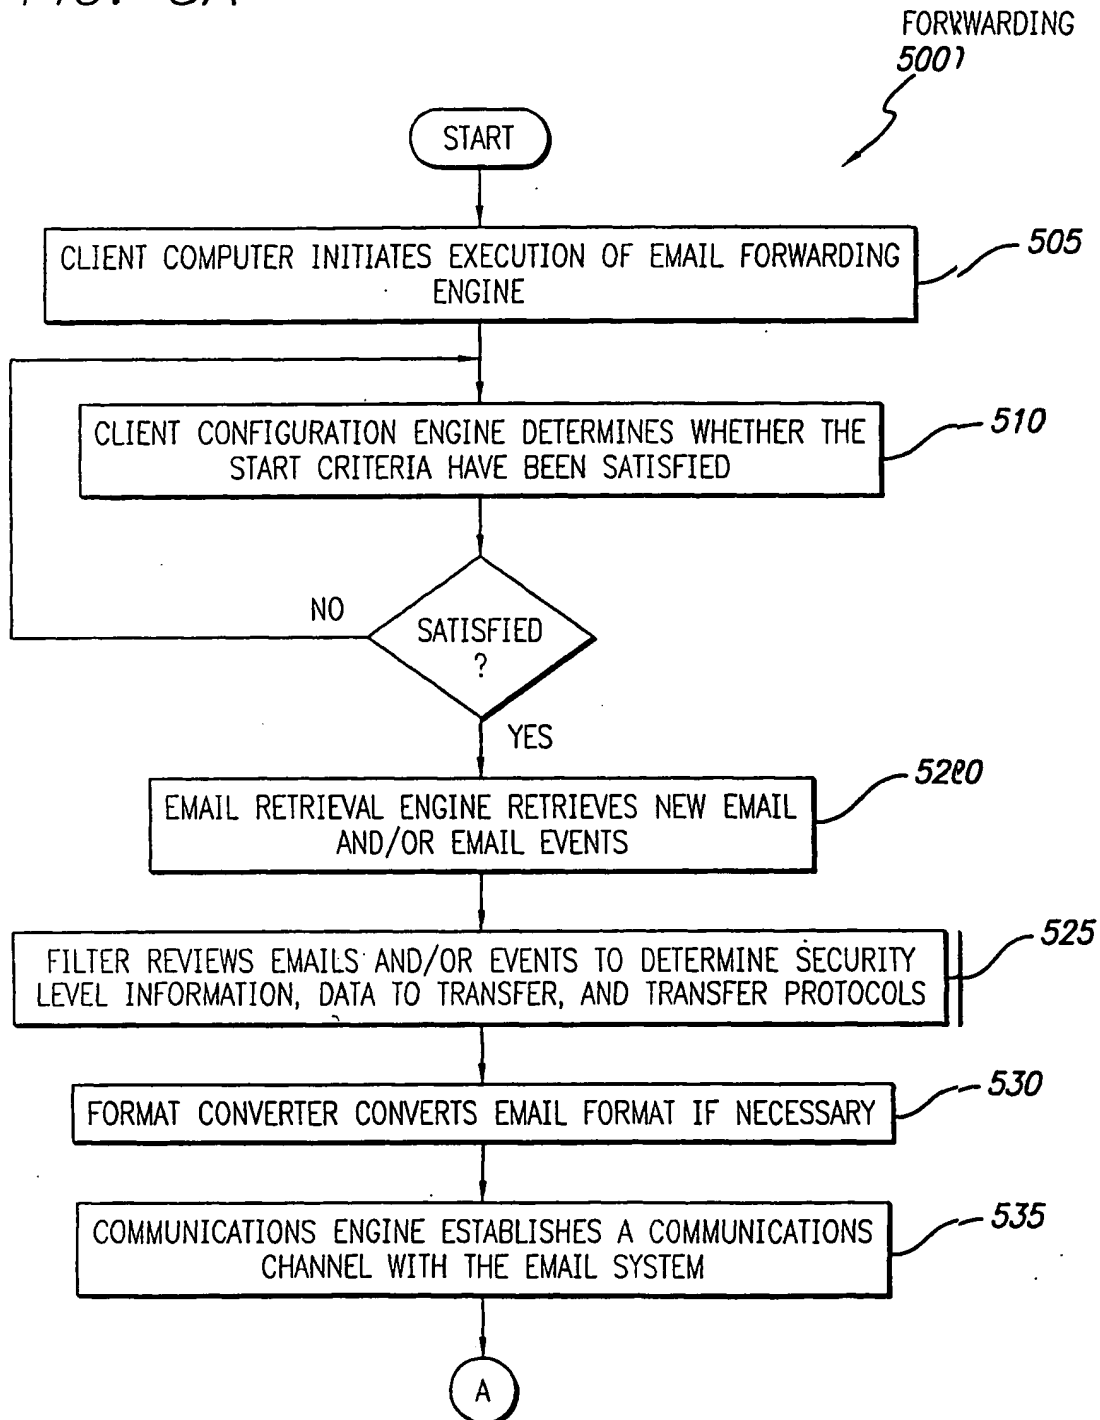 FORWARDING
START
CLIENT COMPUTER INITIATES EXECUTION OF EMAIL FORWARDING
ENGINE
505
CLIENT CONFIGURATION ENGINE DETERMINES WHETHER THE
START CRITERIA HAVE BEEN SATISFIED
510
NO
SATISFIED
?
YES
EMAIL RETRIEVAL ENGINE RETRIEVES NEW EMAIL
AND/OR EMAIL EVENTS
FILTER REVIEWS EMAILS AND/OR EVENTS TO DETERMINE SECURITY
LEVEL INFORMATION, DATA TO TRANSFER, AND TRANSFER PROTOCOLS
525
FORMAT CONVERTER CONVERTS EMAIL FORMAT IF NECESSARY
530
COMMUNICATIONS ENGINE ESTABLISHES A COMMUNICATIONS
CHANNEL WITH THE EMAIL SYSTEM
535
A